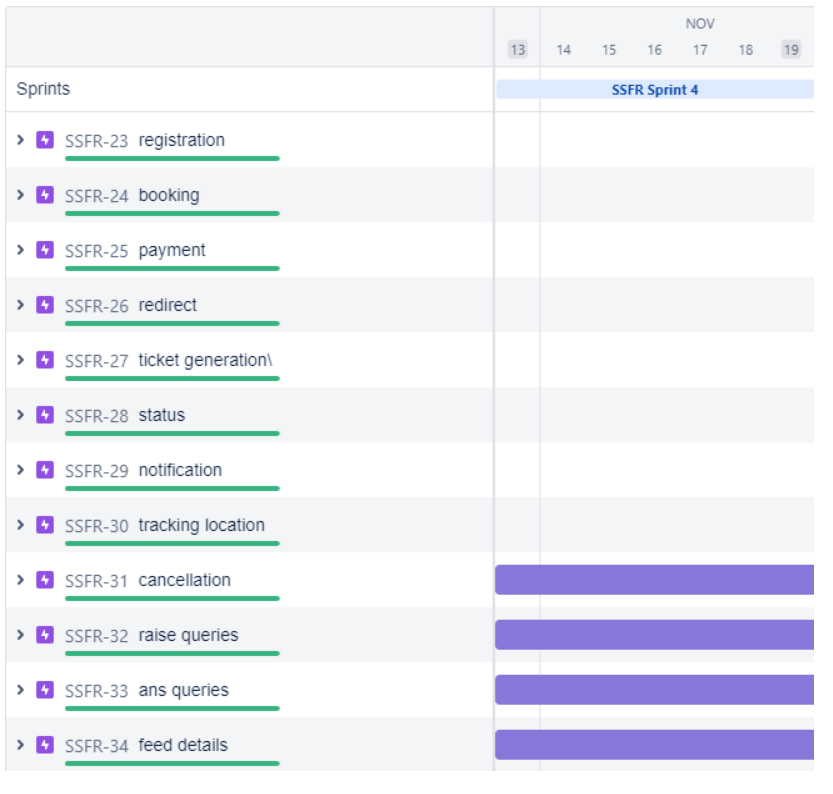 NOV
13 14 15 16 17 18 19
Sprints SSFR Sprint 4
SSFR-23 registration
SSFR-24 booking
SSFR-25 payment
SSFR-26 redirect
SSFR-27 ticket generation\
SSFR-28 status
SSFR-29 notification
SSFR-30 tracking location
SSFR-31 cancellation
SSFR-32 raise queries
SSFR-33 ans queries
SSFR-34 feed details